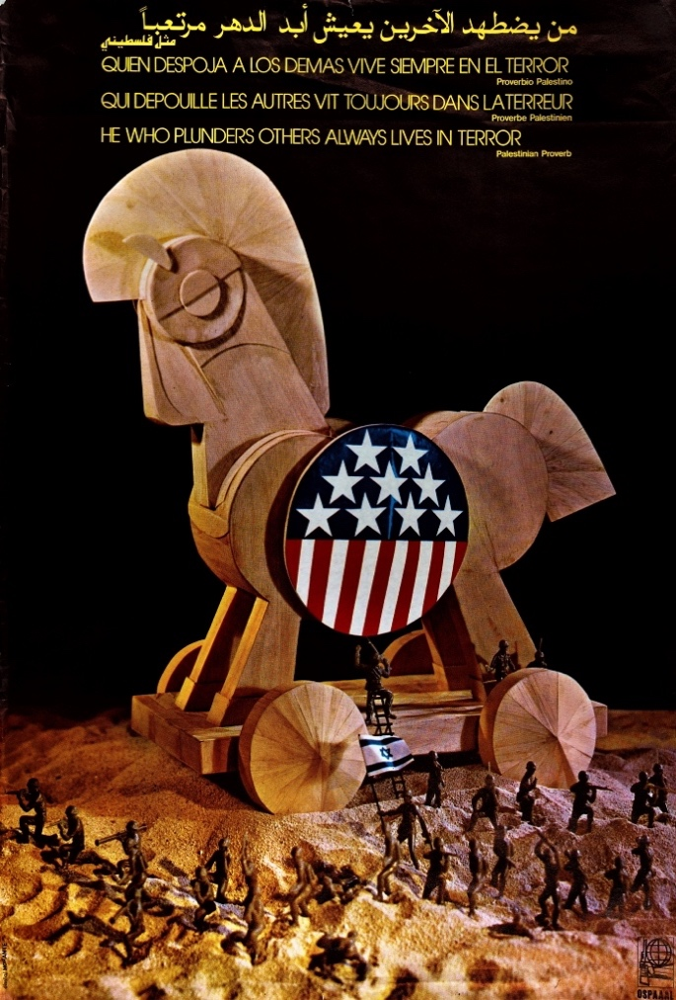 من يضطهد الآخرين يعيش أبد الدهر مرتعباً
مثل فلسطيني
QUIEN DESPOJA A LOS DEMAS VIVE SIEMPRE EN EL TERROR
Proverbio Palestino
QUI DEPOUILLE LES AUTRES VIT TOUJOURS DANS LA TERREUR
Proverbe Palestinien
HE WHO PLUNDERS OTHERS ALWAYS LIVES IN TERROR
Palestinian Proverb
OSPAAAL